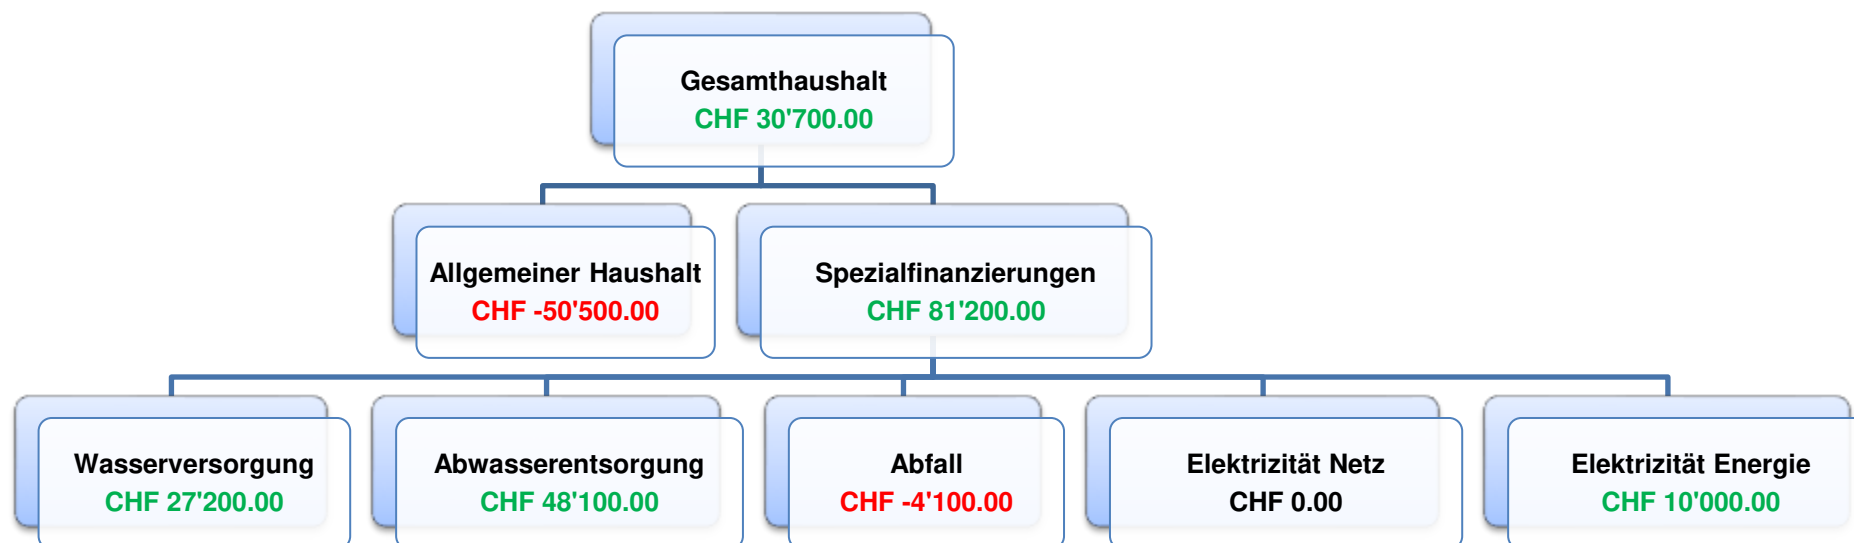 Gesamthaushalt
CHF 30'700.00
Allgemeiner Haushalt
CHF -50'500.00
Spezialfinanzierungen
CHF 81'200.00
Wasserversorgung
CHF 27'200.00
Abwasserentsorgung
CHF 48'100.00
Abfall
CHF -4'100.00
Elektrizität Netz
CHF 0.00
Elektrizität Energie
CHF 10'000.00